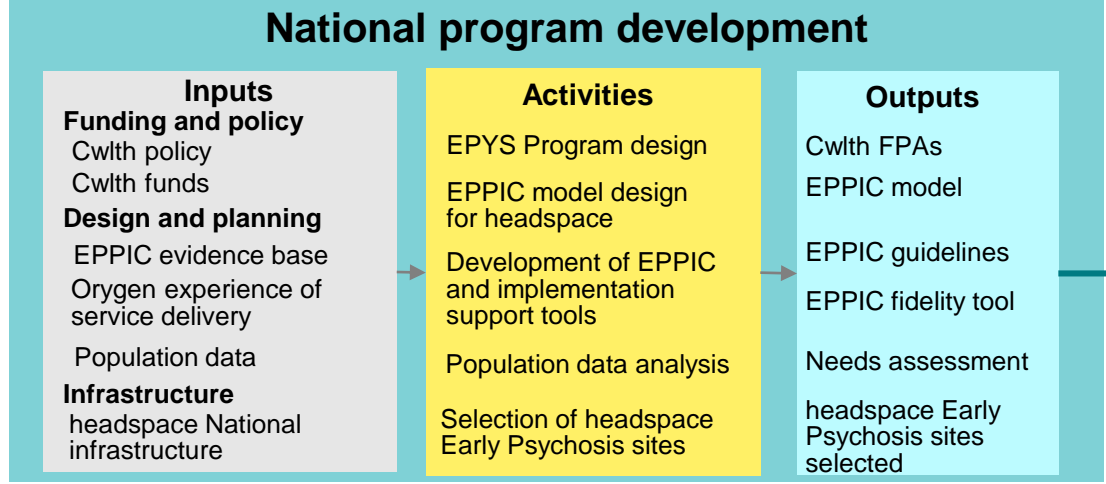 National program development
Inputs
Funding and policy
Cwlth policy
Cwlth funds
Design and planning
EPPIC evidence base
Orygen experience of
service delivery
Population data
Infrastructure
headspace National
infrastructure
Activities
EPYS Program design
EPPIC model design
for headspace
Development of EPPIC
and implementation
support tools
Population data analysis
Selection of headspace
Early Psychosis sites
Outputs
Cwlth FPAs
EPPIC model
EPPIC guidelines
EPPIC fidelity tool
Needs assessment
headspace Early
Psychosis sites
selected